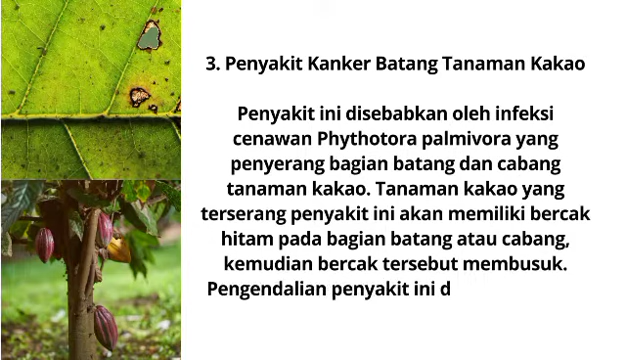 3. Penyakit Kanker Batang Tanaman Kakao
Penyakit ini disebabkan oleh infeksi
cenawan Phythotora palmivora yang
penyerang bagian batang dan cabang
tanaman kakao. Tanaman kakao yang
terserang penyakit ini akan memiliki bercak
hitam pada bagian batang atau cabang,
kemudian bercak tersebut membusuk.
Pengendalian penyakit ini d